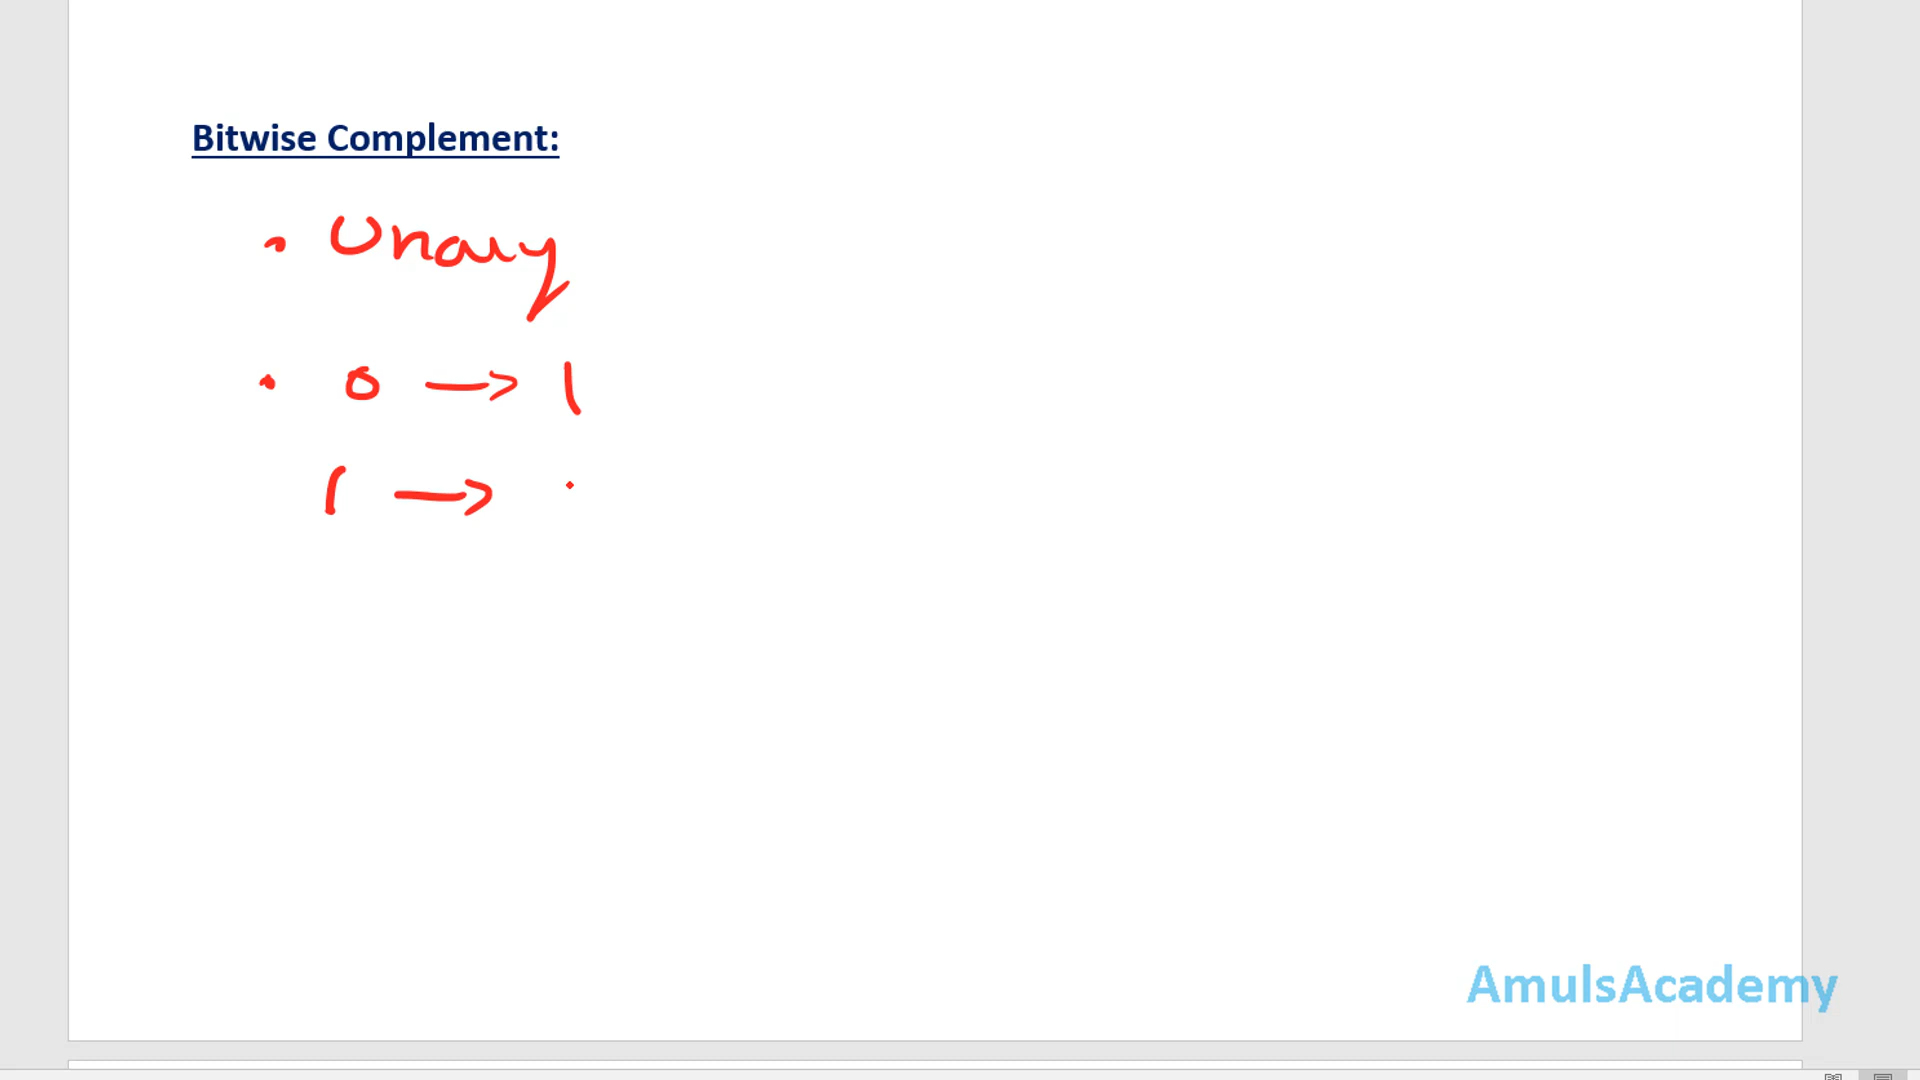 Bitwise Complement:
• Unary
• 0 → 1
1 →
AmulsAcademy